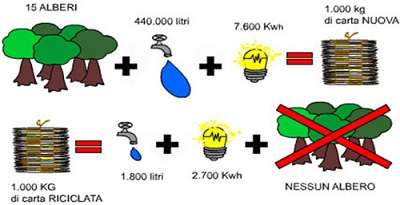 15 ALBERI
440.000 litri
7.600 Kwh
1.000 kg
di carta NUOVA
1.000 KG
di carta RICICLATA
1.800 litri
2.700 Kwh
NESSUN ALBERO